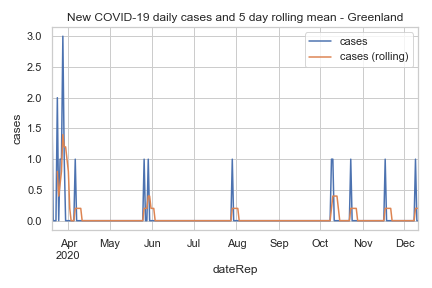 New COVID-19 daily cases and 5 day rolling mean - Greenland
cases
cases (rolling)
3.0
2.5
2.0
1.5
1.0
0.5
0.0
cases
Apr May Jun Jul Aug Sep Oct Nov Dec
2020
dateRep